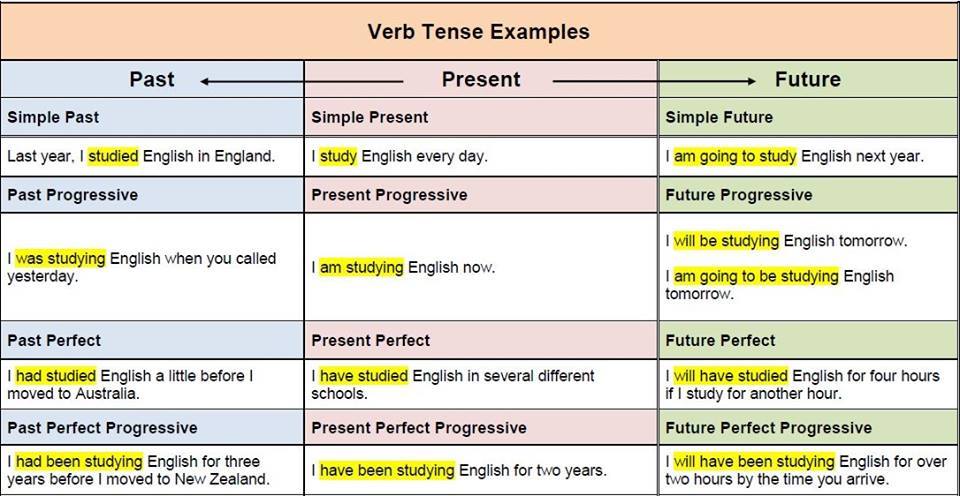 Verb Tense Examples
Past Present Future
Simple Past Simple Present Simple Future
Last year, I studied English in England. I study English every day. I am going to study English next year.
Past Progressive Present Progressive Future Progressive
I was studying English when you called
yesterday.
I am studying English now.
I will be studying English tomorrow.
I am going to be studying English
tomorrow.
Past Perfect Present Perfect Future Perfect
I had studied English a little before I
moved to Australia.
I have studied English in several different
schools.
I will have studied English for four hours
if I study for another hour.
Past Perfect Progressive Present Perfect Progressive Future Perfect Progressive
I had been studying English for three
years before I moved to New Zealand.
I have been studying English for two years.
I will have been studying English for over
two hours by the time you arrive.